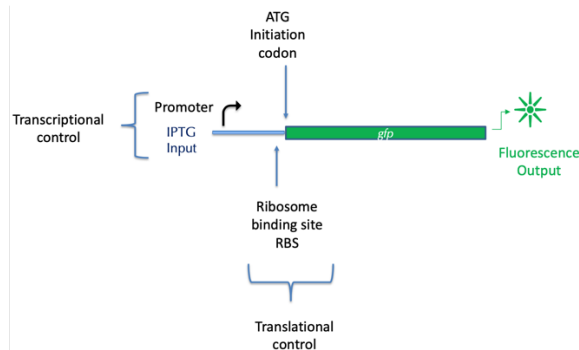 ATG
Initiation
codon
Transcriptional
control
Promoter
IPTG
Input
gfp
Fluorescence
Output
Ribosome
binding site
RBS
Translational
control